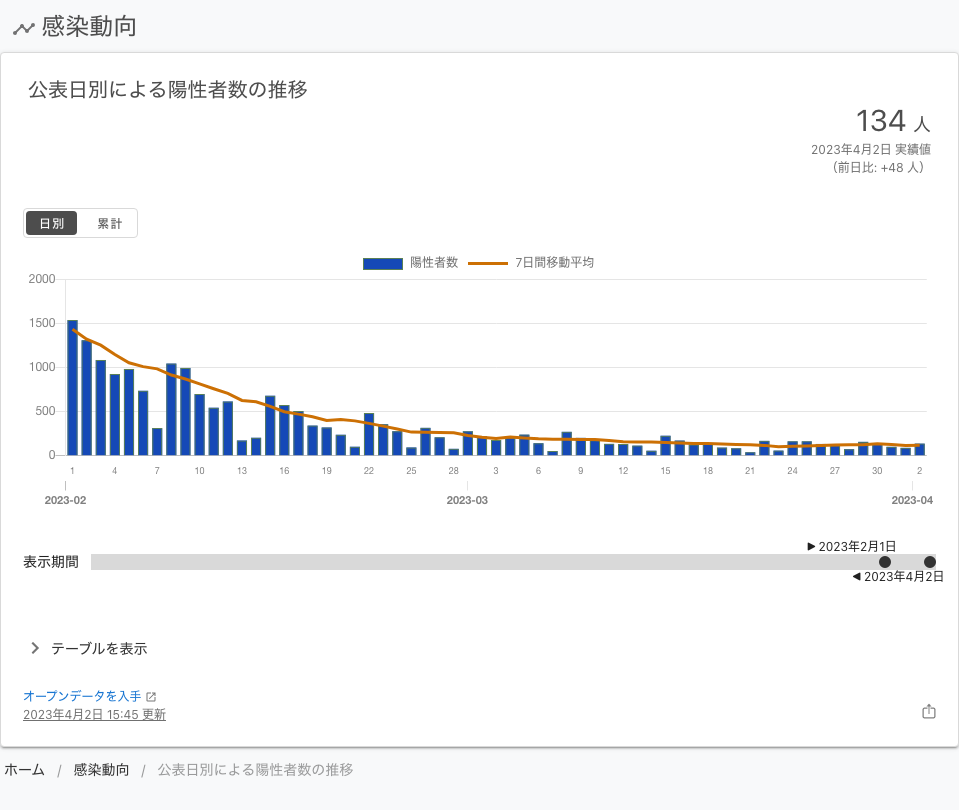 感染動向
公表日別による陽性者数の推移
134 人
2023年4月2日 実績値
（前日比: +48 人）
日別 累計
陽性者数 7日間移動平均
2000
1500
1000
500
0
1 4 7 10 13 16 19 22 25 28 3 6 9 12 15 18 21 24 27 30 2
2023-02 2023-03 2023-04
2023年2月1日
表示期間
2023年4月2日
テーブルを表示
オープンデータを入手
2023年4月2日 15:45 更新
ホーム / 感染動向 / 公表日別による陽性者数の推移